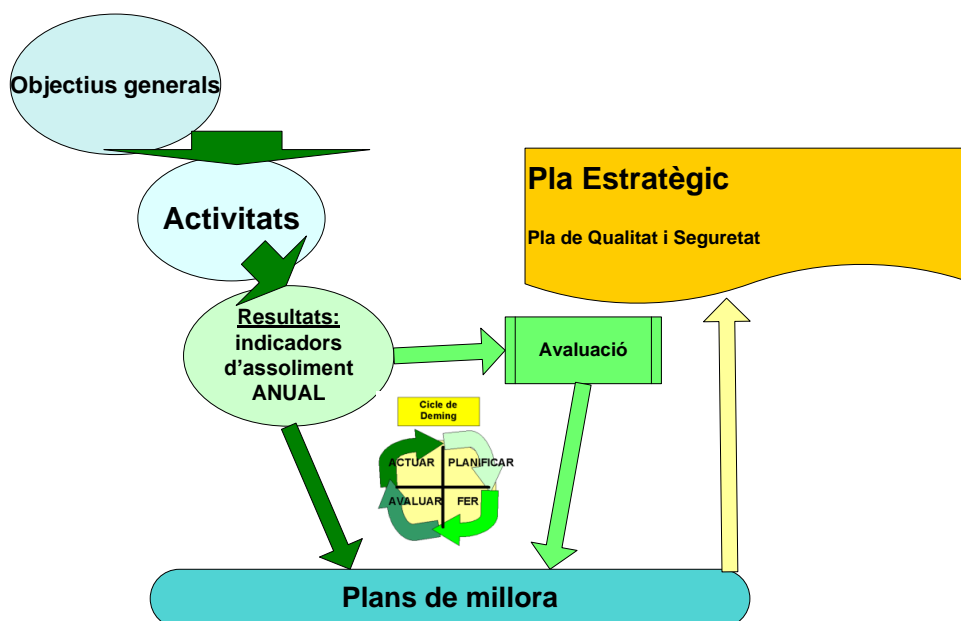 Objectius generals
Activitats
Pla Estratègic
Pla de Qualitat i Seguretat
Resultats:
indicadors
d’assoliment
ANUAL
Avaluació
Cicle de
Deming
ACTUAR
PLANIFICAR
AVALUAR
FER
Plans de millora